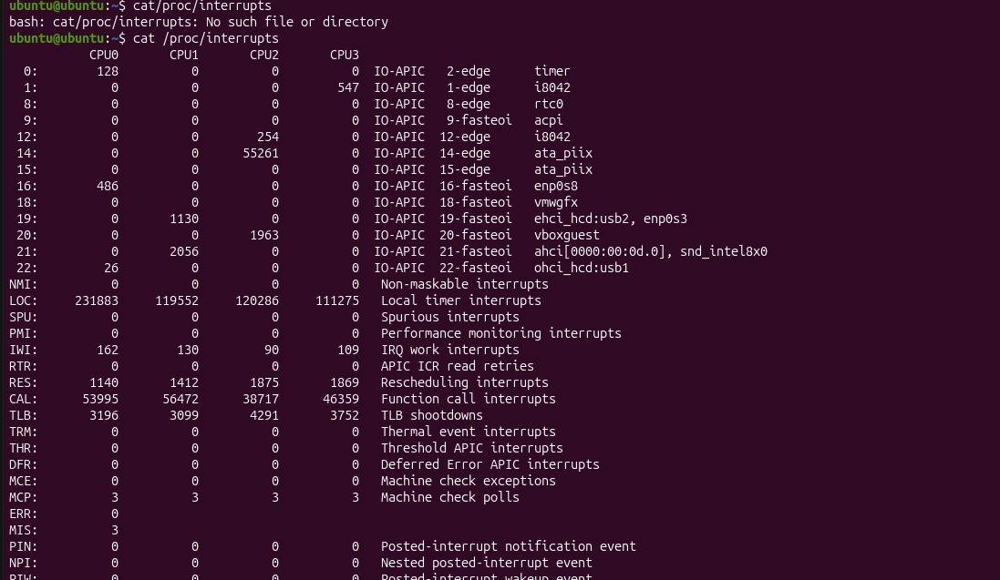 ubuntu@ubuntu:~$ cat/proc/interrupts
bash: cat/proc/interrupts: No such file or directory
ubuntu@ubuntu:~$ cat /proc/interrupts
           CPU0       CPU1       CPU2       CPU3
  0:        128          0          0          0  IO-APIC   2-edge      timer
  1:          0          0          0        547  IO-APIC   1-edge      i8042
  8:          0          0          0          0  IO-APIC   8-edge      rtc0
  9:          0          0          0          0  IO-APIC   9-fasteoi   acpi
 12:          0          0        254          0  IO-APIC  12-edge      i8042
 14:          0          0      55261          0  IO-APIC  14-edge      ata_piix
 15:          0          0          0          0  IO-APIC  15-edge      ata_piix
 16:        486          0          0          0  IO-APIC  16-fasteoi   enp0s8
 18:          0          0          0          0  IO-APIC  18-fasteoi   vmwgfx
 19:          0       1130          0          0  IO-APIC  19-fasteoi   ehci_hcd:usb2, enp0s3
 20:          0          0       1963          0  IO-APIC  20-fasteoi   vboxguest
 21:          0       2056          0          0  IO-APIC  21-fasteoi   ahci[0000:00:0d.0], snd_intel8x0
 22:         26          0          0          0  IO-APIC  22-fasteoi   ohci_hcd:usb1
NMI:          0          0          0          0   Non-maskable interrupts
LOC:     231883     119552     120286     111275   Local timer interrupts
SPU:          0          0          0          0   Spurious interrupts
PMI:          0          0          0          0   Performance monitoring interrupts
IWI:        162        130         90        109   IRQ work interrupts
RTR:          0          0          0          0   APIC ICR read retries
RES:       1140       1412       1875       1869   Rescheduling interrupts
CAL:      53995      56472      38717      46359   Function call interrupts
TLB:       3196       3099       4291       3752   TLB shootdowns
TRM:          0          0          0          0   Thermal event interrupts
THR:          0          0          0          0   Threshold APIC interrupts
DFR:          0          0          0          0   Deferred Error APIC interrupts
MCE:          0          0          0          0   Machine check exceptions
MCP:          3          3          3          3   Machine check polls
ERR:          0
MIS:          3
PIN:          0          0          0          0   Posted-interrupt notification event
NPI:          0          0          0          0   Nested posted-interrupt event
PIW:          0          0          0          0   Posted-interrupt wakeup event